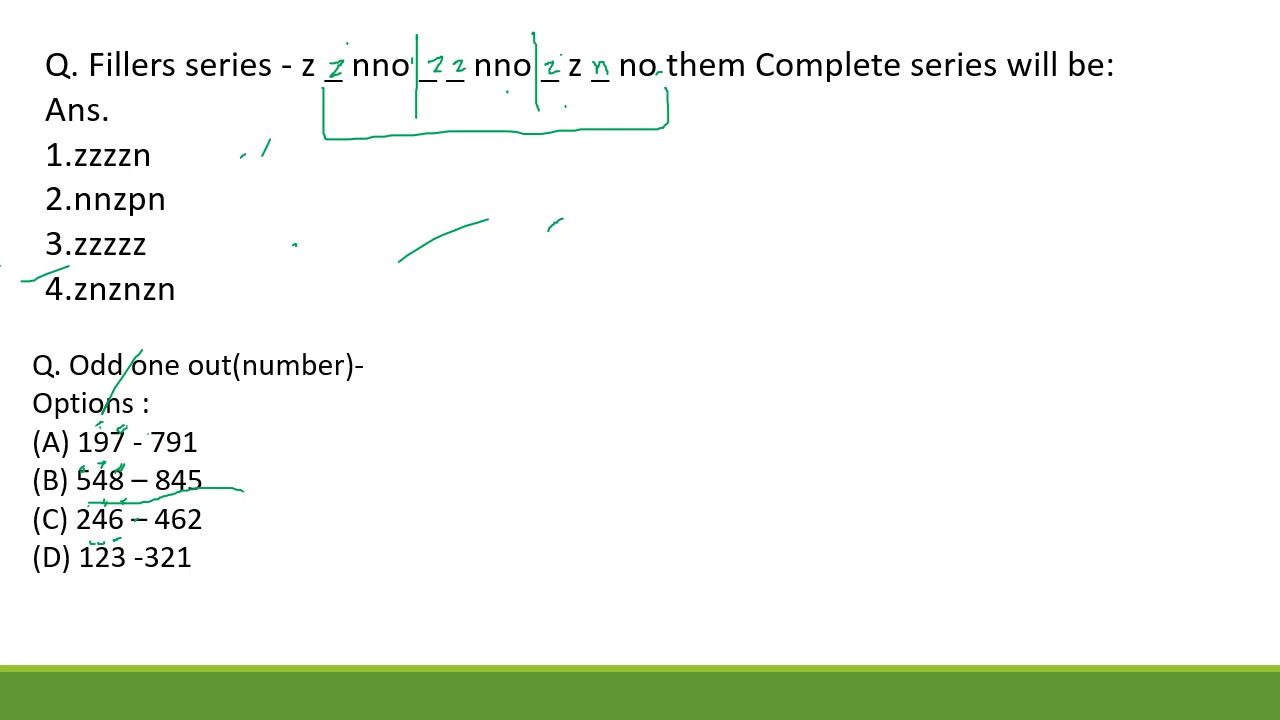 Q. Fillers series - z z nno z z nno z z n no them Complete series will be:
Ans.
1.zzzzn
2.nnzpn
3.zzzzz
4.znznzn
Q. Odd one out(number)-
Options :
(A) 197 - 791
(B) 548 – 845
(C) 246 – 462
(D) 123 -321